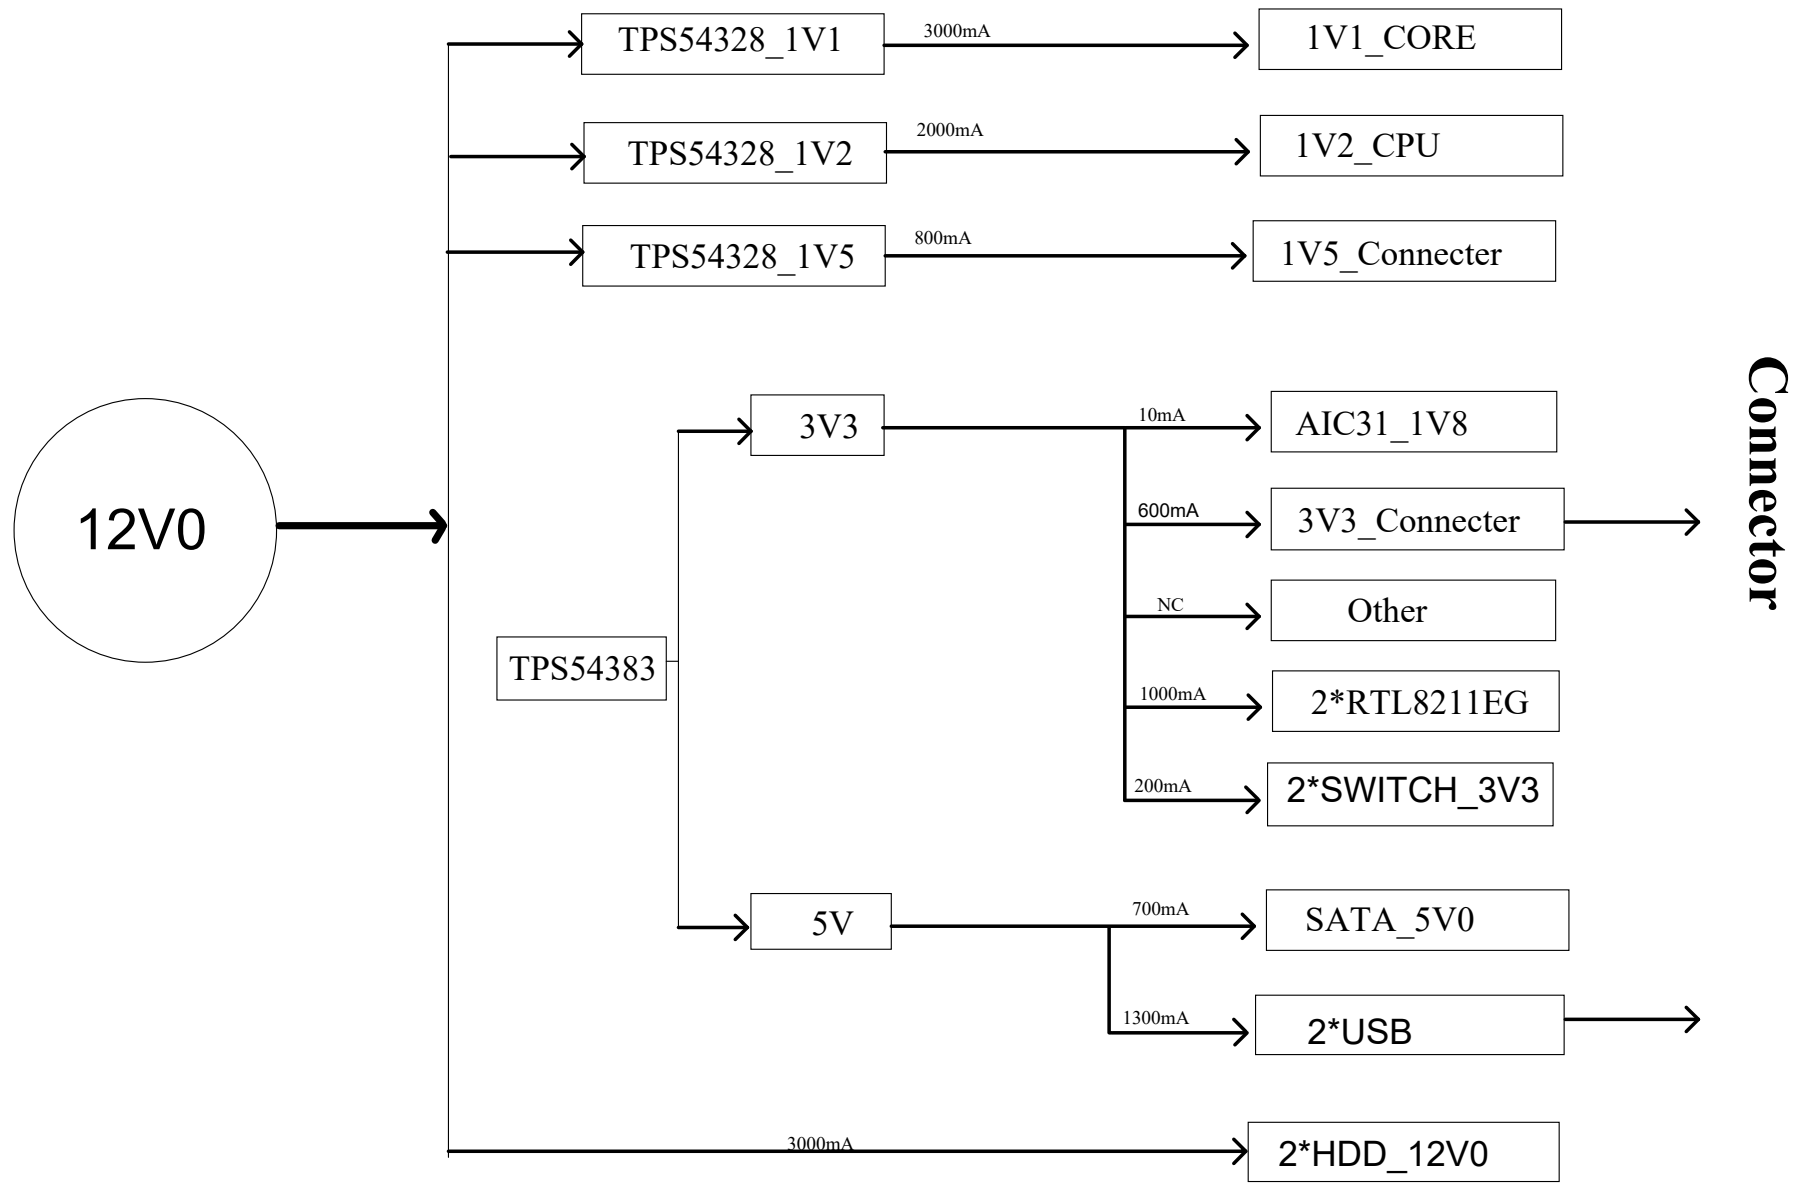 TPS54328_1V1
3000mA
1V1_CORE
TPS54328_1V2
2000mA
1V2_CPU
TPS54328_1V5
800mA
1V5_Connecter
Connector
3V3
10mA
AIC31_1V8
12V0
600mA
3V3_Connecter
NC
Other
TPS54383
1000mA
2*RTL8211EG
200mA
2*SWITCH_3V3
5V
700mA
SATA_5V0
1300mA
2*USB
3000mA
2*HDD_12V0